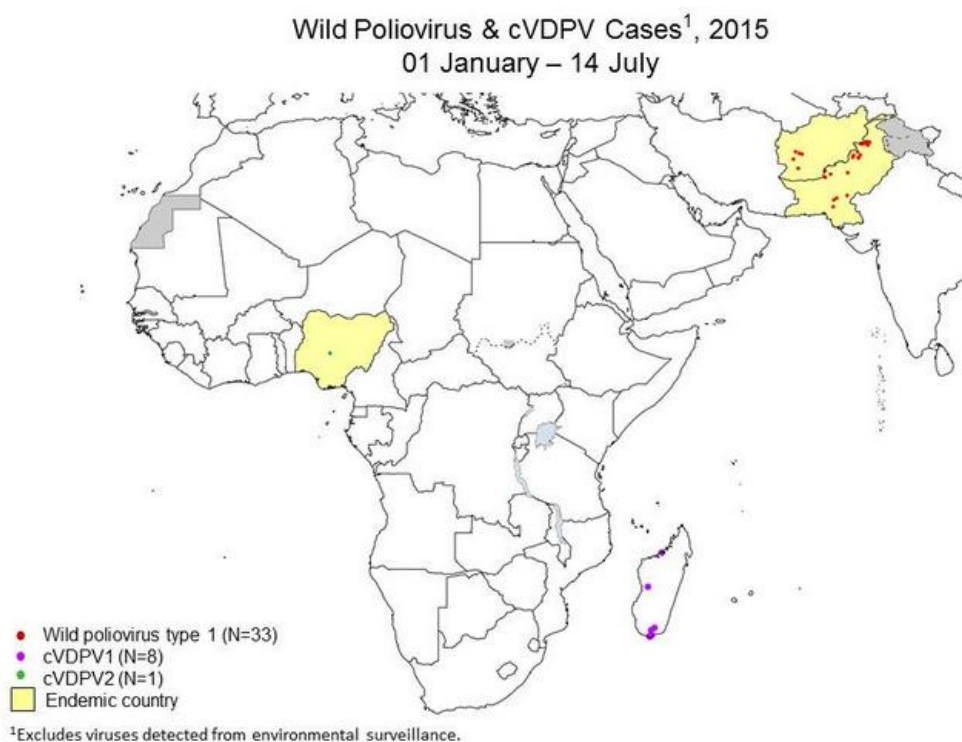 Wild Poliovirus & cVDPV Cases¹, 2015
01 January – 14 July
Wild poliovirus type 1 (N=33)
cVDPV1 (N=8)
cVDPV2 (N=1)
Endemic country
¹Excludes viruses detected from environmental surveillance.